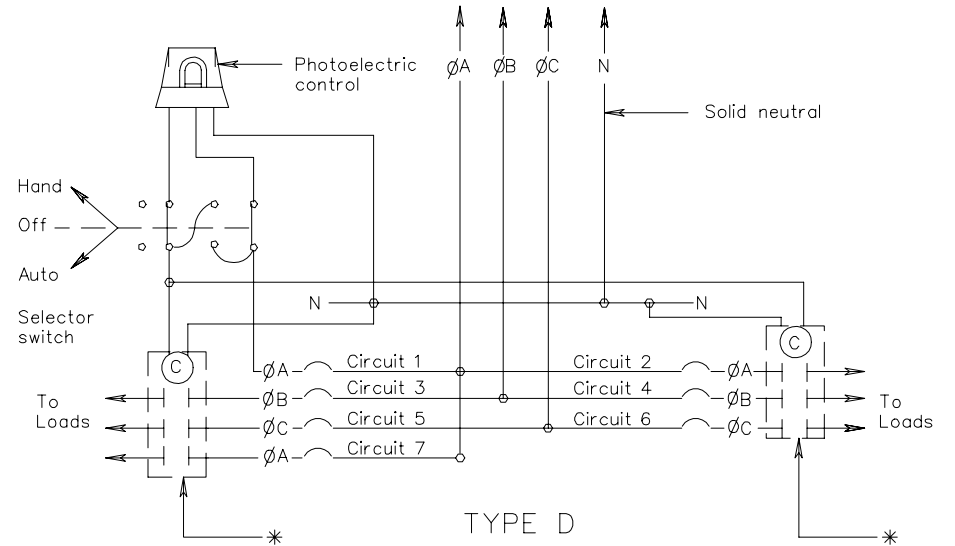 Photoelectric
control
ØA ØB ØC N
Solid neutral
Hand
Off
Auto
Selector
switch
N
N
C
C
ØA Circuit 1 Circuit 2 ØA
ØB Circuit 3 Circuit 4 ØB
ØC Circuit 5 Circuit 6 ØC
ØA Circuit 7
To
Loads
To
Loads
TYPE D
*
*